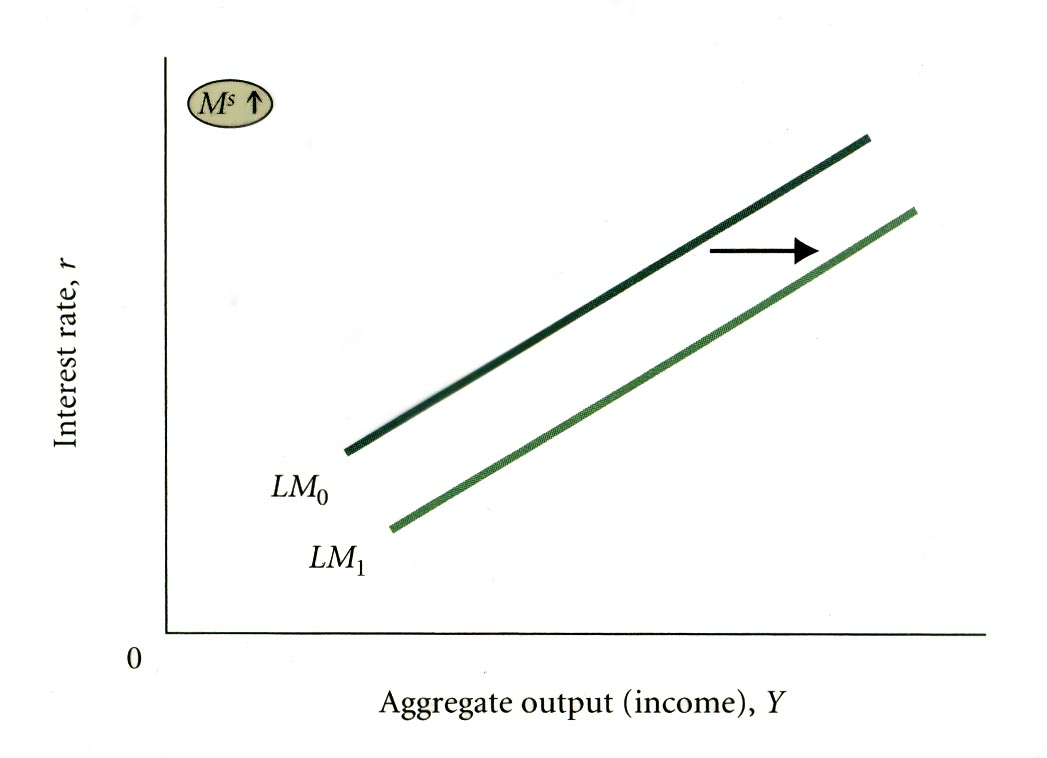 Mˢ ↑
Interest rate, r
LM₀
LM₁
0
Aggregate output (income), Y